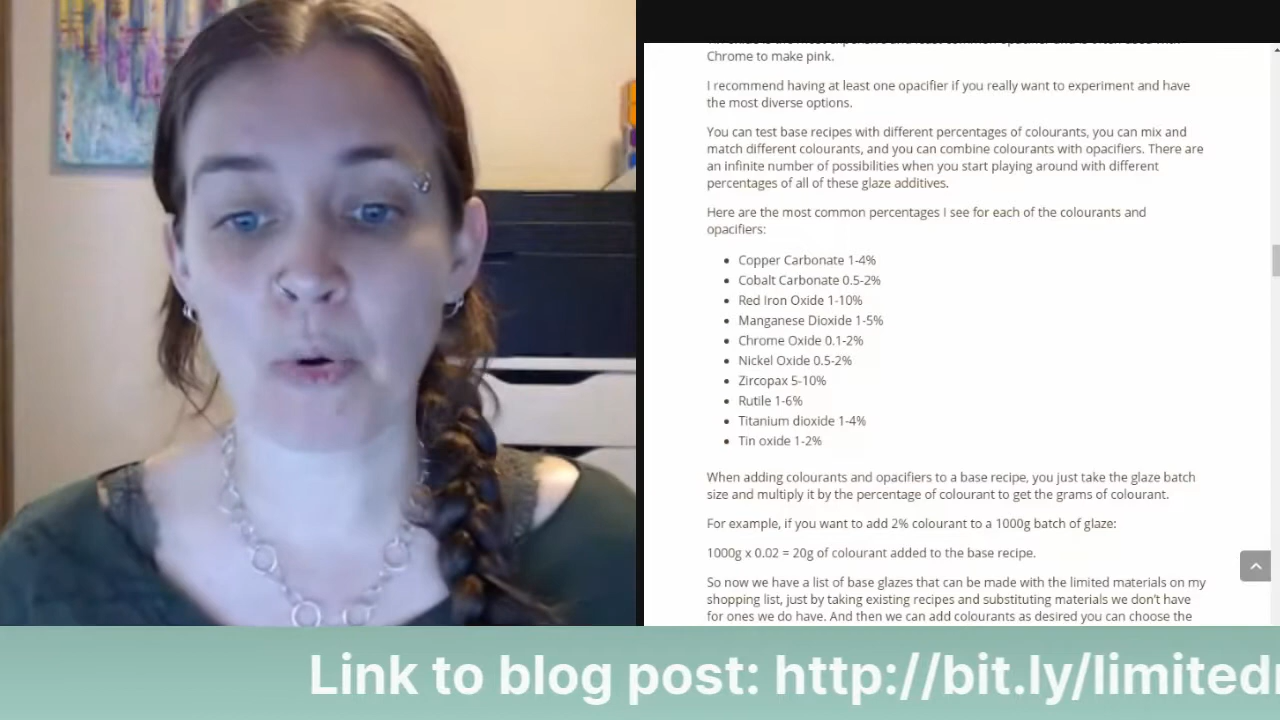 Chrome to make pink.
I recommend having at least one opacifier if you really want to experiment and have
the most diverse options.
You can test base recipes with different percentages of colourants, you can mix and
match different colourants, and you can combine colourants with opacifiers. There are
an infinite number of possibilities when you start playing around with different
percentages of all of these glaze additives.
Here are the most common percentages I see for each of the colourants and
opacifiers:
Copper Carbonate 1-4%
Cobalt Carbonate 0.5-2%
Red Iron Oxide 1-10%
Manganese Dioxide 1-5%
Chrome Oxide 0.1-2%
Nickel Oxide 0.5-2%
Zircopax 5-10%
Rutile 1-6%
Titanium dioxide 1-4%
Tin oxide 1-2%
When adding colourants and opacifiers to a base recipe, you just take the glaze batch
size and multiply it by the percentage of colourant to get the grams of colourant.
For example, if you want to add 2% colourant to a 1000g batch of glaze:
1000g x 0.02 = 20g of colourant added to the base recipe.
So now we have a list of base glazes that can be made with the limited materials on my
shopping list, just by taking existing recipes and substituting materials we don't have
for ones we do have. And then we can add colourants as desired you can choose the
Link to blog post: http://bit.ly/limited